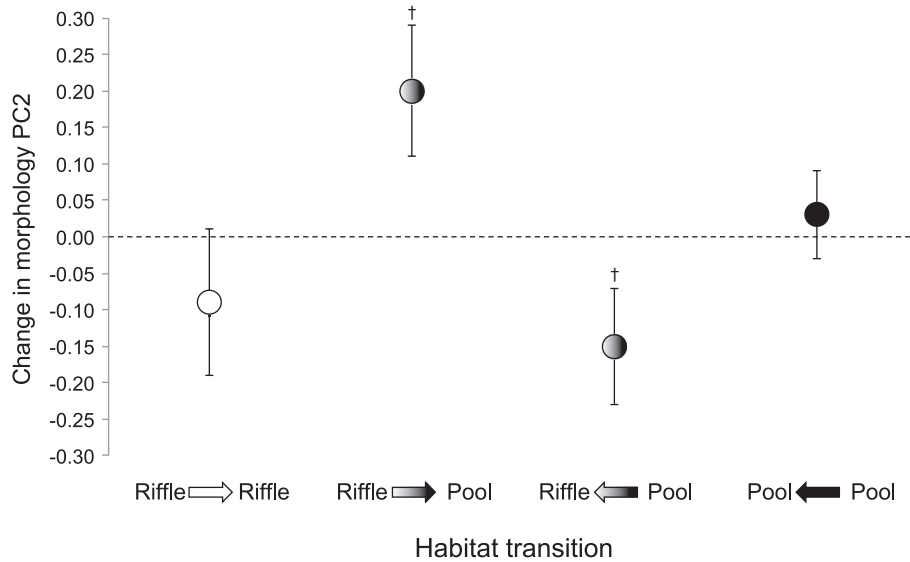 Change in morphology PC2
0.30
0.25
0.20
0.15
0.10
0.05
0.00
-0.05
-0.10
-0.15
-0.20
-0.25
-0.30
†
†
Riffle Riffle
Riffle Pool
Riffle Pool
Pool Pool
Habitat transition